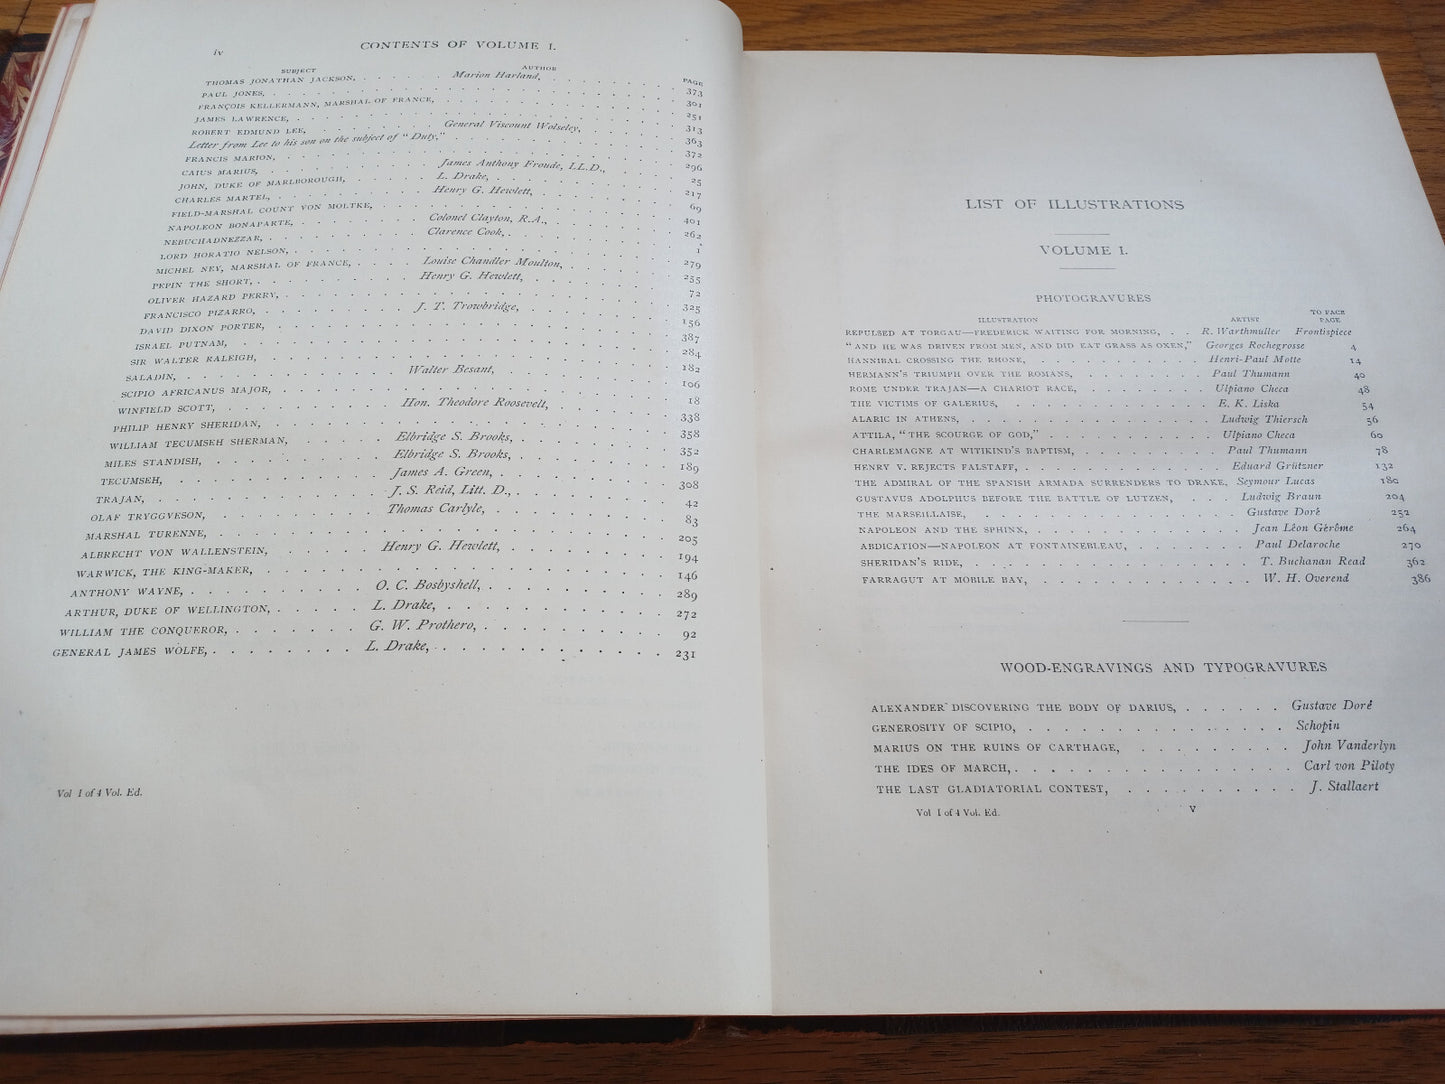 iv
CONTENTS OF VOLUME I.
SUBJECT AUTHOR PAGE
THOMAS JONATHAN JACKSON, Marion Harland, 373
PAUL JONES, 301
FRANÇOIS KELLERMANN, MARSHAL OF FRANCE, 251
JAMES LAWRENCE, 313
ROBERT EDMUND LEE, General Viscount Wolseley, 363
Letter from Lee to his son on the subject of "Duty," 372
FRANCIS MARION, 296
CAIUS MARIUS, James Anthony Froude, LL.D., 25
JOHN, DUKE OF MARLBOROUGH, L. Drake, 217
CHARLES MARTEL, Henry G. Hewlett, 69
FIELD-MARSHAL COUNT VON MOLTKE, 401
NAPOLEON BONAPARTE, Colonel Clayton, R.A., 262
NEBUCHADNEZZAR, Clarence Cook, 1
LORD HORATIO NELSON, 279
MICHEL NEY, MARSHAL OF FRANCE, Louise Chandler Moulton, 255
PEPIN THE SHORT, Henry G. Hewlett, 72
OLIVER HAZARD PERRY, 325
FRANCISCO PIZARRO, J. T. Trowbridge, 156
DAVID DIXON PORTER, 387
ISRAEL PUTNAM, 284
SIR WALTER RALEIGH, 182
SALADIN, Walter Besant, 106
SCIPIO AFRICANUS MAJOR, 18
WINFIELD SCOTT, Hon. Theodore Roosevelt, 338
PHILIP HENRY SHERIDAN, 358
WILLIAM TECUMSEH SHERMAN, Elbridge S. Brooks, 352
MILES STANDISH, Elbridge S. Brooks, 189
TECUMSEH, James A. Green, 308
TRAJAN, J. S. Reid, Litt. D., 42
OLAF TRYGGVESON, Thomas Carlyle, 83
MARSHAL TURENNE, 205
ALBRECHT VON WALLENSTEIN, Henry G. Hewlett, 194
WARWICK, THE KING-MAKER, 146
ANTHONY WAYNE, O. C. Bosbyshell, 289
ARTHUR, DUKE OF WELLINGTON, L. Drake, 272
WILLIAM THE CONQUEROR, G. W. Prothero, 92
GENERAL JAMES WOLFE, L. Drake, 231
Vol 1 of 4 Vol. Ed.
LIST OF ILLUSTRATIONS
VOLUME I.
PHOTOGRAVURES
ILLUSTRATION ARTIST TO FACE PAGE
REPULSED AT TORGAU—FREDERICK WAITING FOR MORNING, R. Warthmüller Frontispiece
"AND HE WAS DRIVEN FROM MEN, AND DID EAT GRASS AS OXEN," Georges Rochegrosse 4
HANNIBAL CROSSING THE RHONE, Henri-Paul Motte 14
HERMANN'S TRIUMPH OVER THE ROMANS, Paul Thumann 40
ROME UNDER TRAJAN—A CHARIOT RACE, Ulpiano Checa 48
THE VICTIMS OF GALERIUS, E. K. Liska 54
ALARIC IN ATHENS, Ludwig Thiersch 56
ATTILA, "THE SCOURGE OF GOD," Ulpiano Checa 60
CHARLEMAGNE AT WITIKIND'S BAPTISM, Paul Thumann 78
HENRY V. REJECTS FALSTAFF, Eduard Grützner 132
THE ADMIRAL OF THE SPANISH ARMADA SURRENDERS TO DRAKE, Seymour Lucas 180
GUSTAVUS ADOLPHUS BEFORE THE BATTLE OF LUTZEN, Ludwig Braun 204
THE MARSEILLAISE, Gustave Doré 252
NAPOLEON AND THE SPHINX, Jean Léon Gérôme 264
ABDICATION—NAPOLEON AT FONTAINEBLEAU, Paul Delaroche 270
SHERIDAN'S RIDE, T. Buchanan Read 362
FARRAGUT AT MOBILE BAY, W. H. Overend 386
WOOD-ENGRAVINGS AND TYPOGRAVURES
ALEXANDER DISCOVERING THE BODY OF DARIUS, Gustave Doré
GENEROSITY OF SCIPIO, Schopin
MARIUS ON THE RUINS OF CARTHAGE, John Vanderlyn
THE IDES OF MARCH, Carl von Piloty
THE LAST GLADIATORIAL CONTEST, J. Stallaert
Vol 1 of 4 Vol. Ed.
V